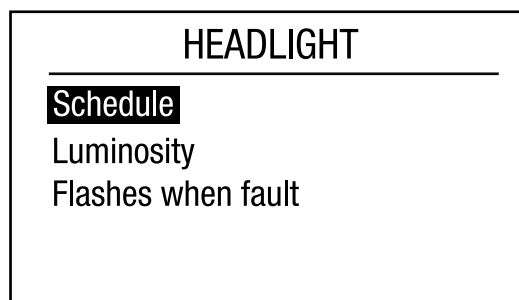 HEADLIGHT
Schedule
Luminosity
Flashes when fault